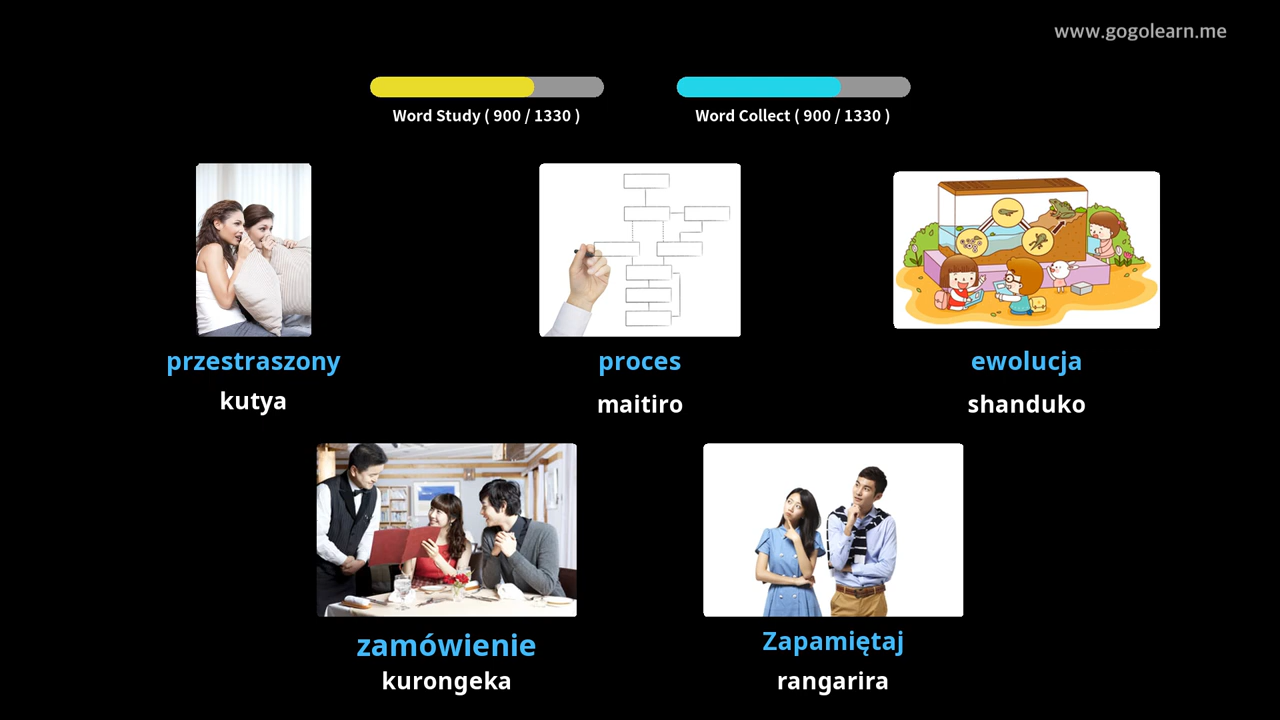 www.gogolearn.me
Word Study ( 900 / 1330 )
Word Collect ( 900 / 1330 )
przestraszony
kutya
proces
maitiro
ewolucja
shanduko
zamówienie
kurongeka
Zapamiętaj
rangarira